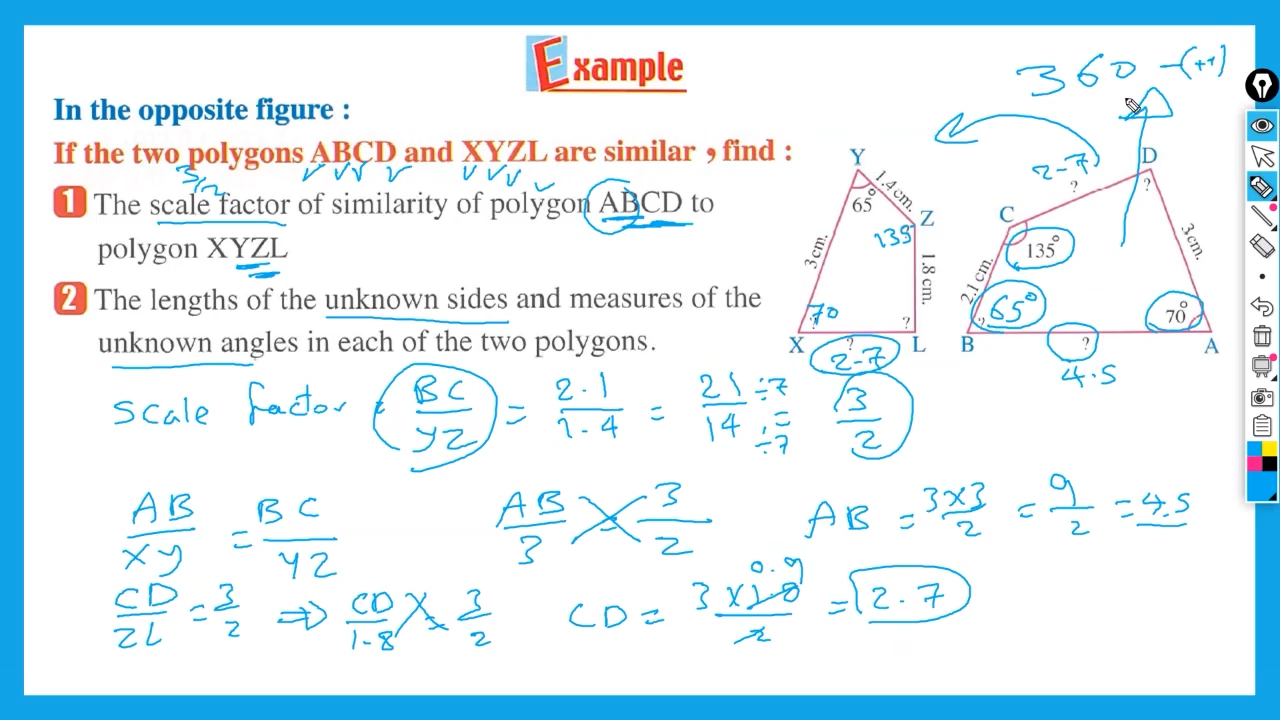 Example
360 -(++)
In the opposite figure :
If the two polygons ABCD and XYZL are similar , find :
3/2
1 The scale factor of similarity of polygon ABCD to
polygon XYZL
2 The lengths of the unknown sides and measures of the
unknown angles in each of the two polygons.
Y
1.4 cm.
65°
Z
135
3 cm.
1.8 cm.
70
?
?
X
?
L
2-7
D
2-7
?
?
C
135°
3 cm.
2.1 cm.
65°
?
70°
B
?
A
4.5
Scale factor = BC/YZ = 2.1/1-4 = 21÷7/14÷7 = 3/2
AB/XY = BC/YZ
AB/3 = 3/2
AB = 3×3/2 = 9/2 = 4.5
CD/ZL = 3/2 ⇒ CD/1-8 = 3/2
CD = 3×1.8/2 = 2.7
0.9